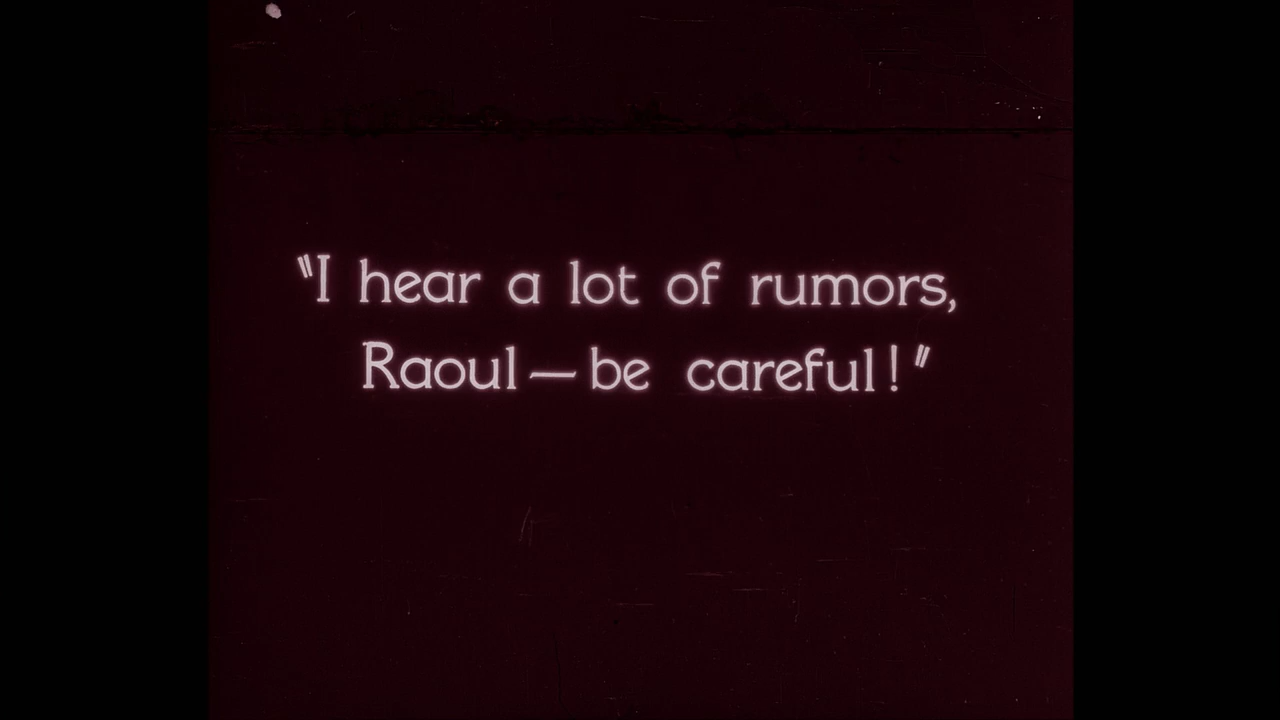 "I hear a lot of rumors,
Raoul — be careful!"